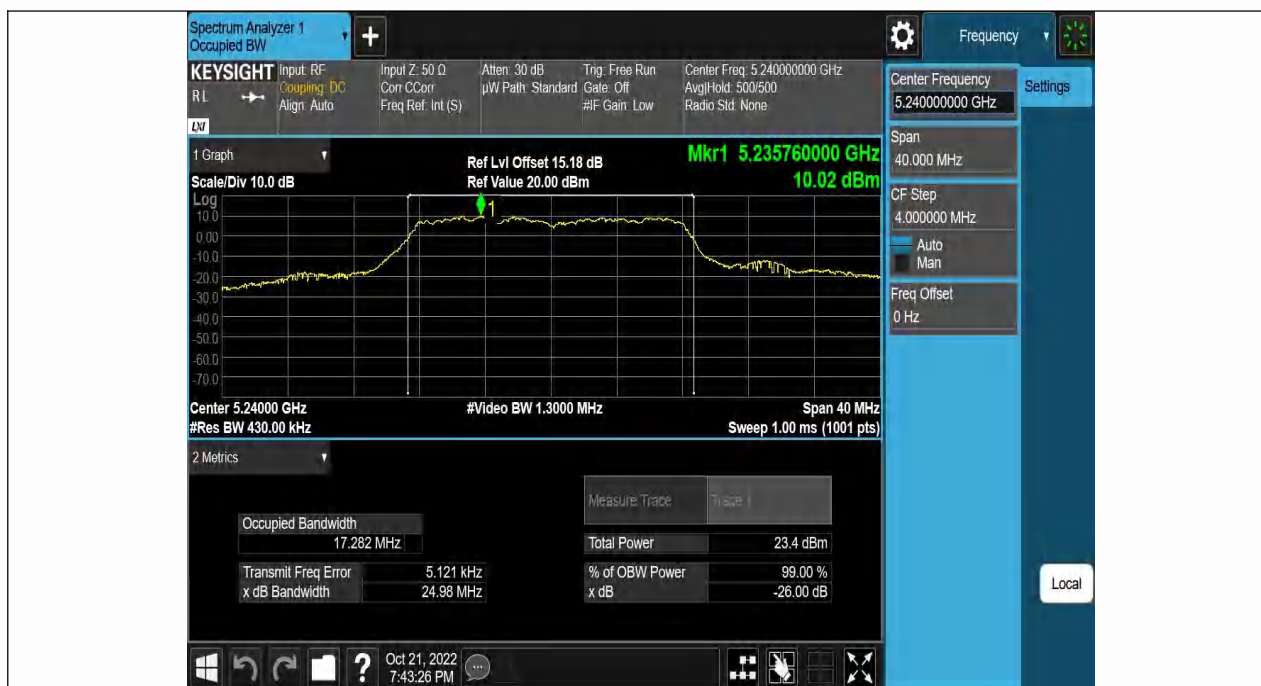 Spectrum Analyzer 1
Occupied BW
+
Frequency
KEYSIGHT
RL
LXI
Input: RF
Coupling: DC
Align: Auto
Input Z: 50 Ω
Corr CCorr
Freq Ref: Int (S)
Atten: 30 dB
µW Path: Standard
Trig: Free Run
Gate: Off
#IF Gain: Low
Center Freq: 5.240000000 GHz
Avg|Hold: 500/500
Radio Std: None
Center Frequency
5.240000000 GHz
Settings
Span
40.000 MHz
CF Step
4.000000 MHz
Auto
Man
Freq Offset
0 Hz
Local
1 Graph
Scale/Div 10.0 dB
Ref Lvl Offset 15.18 dB
Ref Value 20.00 dBm
Mkr1 5.235760000 GHz
10.02 dBm
Log
1
10.0
0.00
-10.0
-20.0
-30.0
-40.0
-50.0
-60.0
-70.0
Center 5.24000 GHz
#Video BW 1.3000 MHz
Span 40 MHz
#Res BW 430.00 kHz
Sweep 1.00 ms (1001 pts)
2 Metrics
Measure Trace
Trace 1
Occupied Bandwidth
17.282 MHz
Total Power
23.4 dBm
Transmit Freq Error
5.121 kHz
% of OBW Power
99.00 %
x dB Bandwidth
24.98 MHz
x dB
-26.00 dB
?
Oct 21, 2022
7:43:26 PM